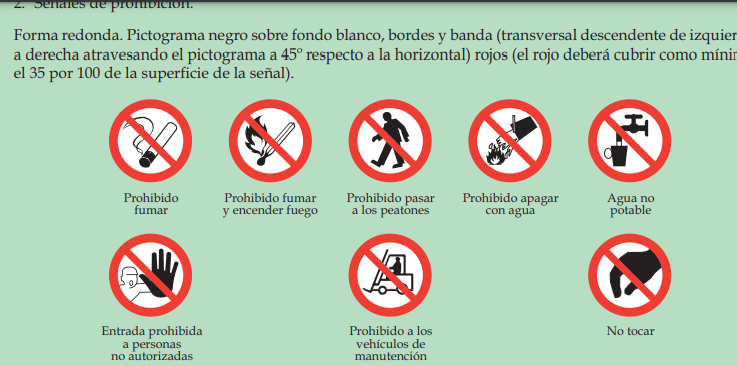 2. Señales de prohibición.
Forma redonda. Pictograma negro sobre fondo blanco, bordes y banda (transversal descendente de izquier
a derecha atravesando el pictograma a 45º respecto a la horizontal) rojos (el rojo deberá cubrir como mínim
el 35 por 100 de la superficie de la señal).
Prohibido
fumar
Prohibido fumar
y encender fuego
Prohibido pasar
a los peatones
Prohibido apagar
con agua
Agua no
potable
Entrada prohibida
a personas
no autorizadas
Prohibido a los
vehículos de
manutención
No tocar